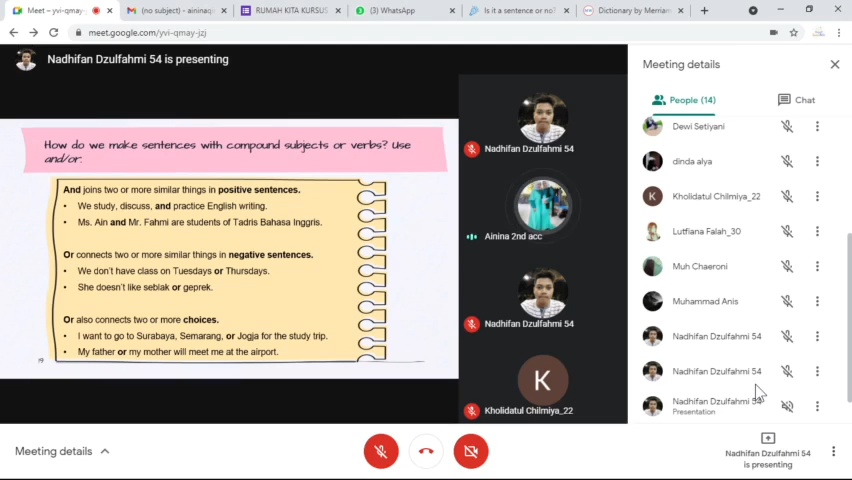 Meet – yvi-qmay-
(no subject) - aininaq
RUMAH KITA KURSUS
(3) WhatsApp
Is it a sentence or no?
Dictionary by Merriam
meet.google.com/yvi-qmay-jzj
Nadhifan Dzulfahmi 54 is presenting
How do we make sentences with compound subjects or verbs? Use
and/or.
And joins two or more similar things in positive sentences.
• We study, discuss, and practice English writing.
• Ms. Ain and Mr. Fahmi are students of Tadris Bahasa Inggris.
Or connects two or more similar things in negative sentences.
• We don't have class on Tuesdays or Thursdays.
• She doesn't like seblak or geprek.
Or also connects two or more choices.
• I want to go to Surabaya, Semarang, or Jogja for the study trip.
• My father or my mother will meet me at the airport.
Nadhifan Dzulfahmi 54
Ainina 2nd acc
Nadhifan Dzulfahmi 54
K
Kholidatul Chilmiya_22
Meeting details
People (14)
Chat
Dewi Setiyani
dinda alya
K
Kholidatul Chilmiya_22
Lutfiana Falah_30
Muh Chaeroni
Muhammad Anis
Nadhifan Dzulfahmi 54
Nadhifan Dzulfahmi 54
Nadhifan Dzulfahmi 54
Presentation
Meeting details
Nadhifan Dzulfahmi 54
is presenting